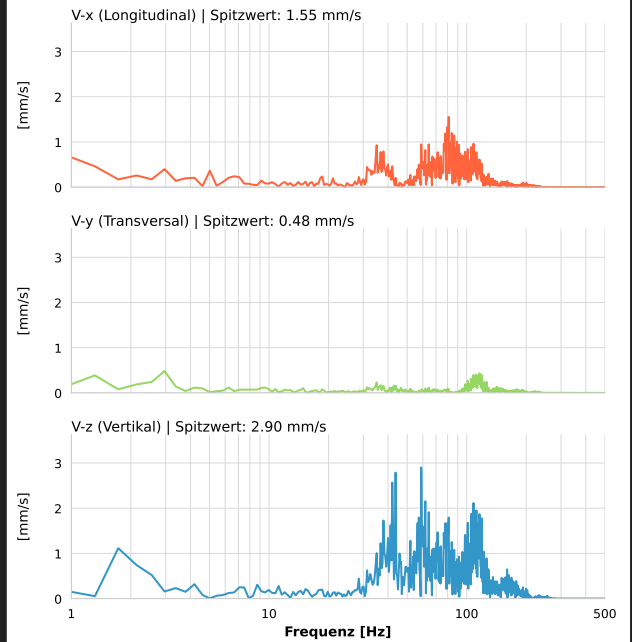 V-x (Longitudinal) | Spitzwert: 1.55 mm/s
3
2
1
0
[mm/s]
V-y (Transversal) | Spitzwert: 0.48 mm/s
3
2
1
0
[mm/s]
V-z (Vertikal) | Spitzwert: 2.90 mm/s
3
2
1
0
[mm/s]
1 10 100 500
Frequenz [Hz]